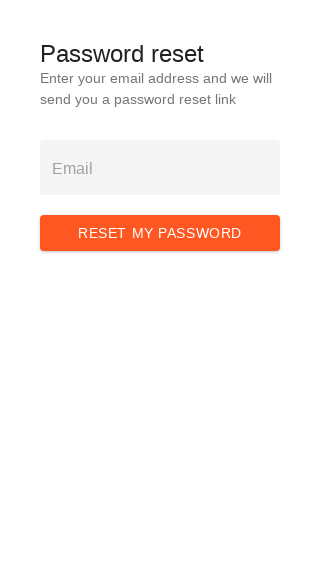 Password reset
Enter your email address and we will
send you a password reset link
Email
RESET MY PASSWORD